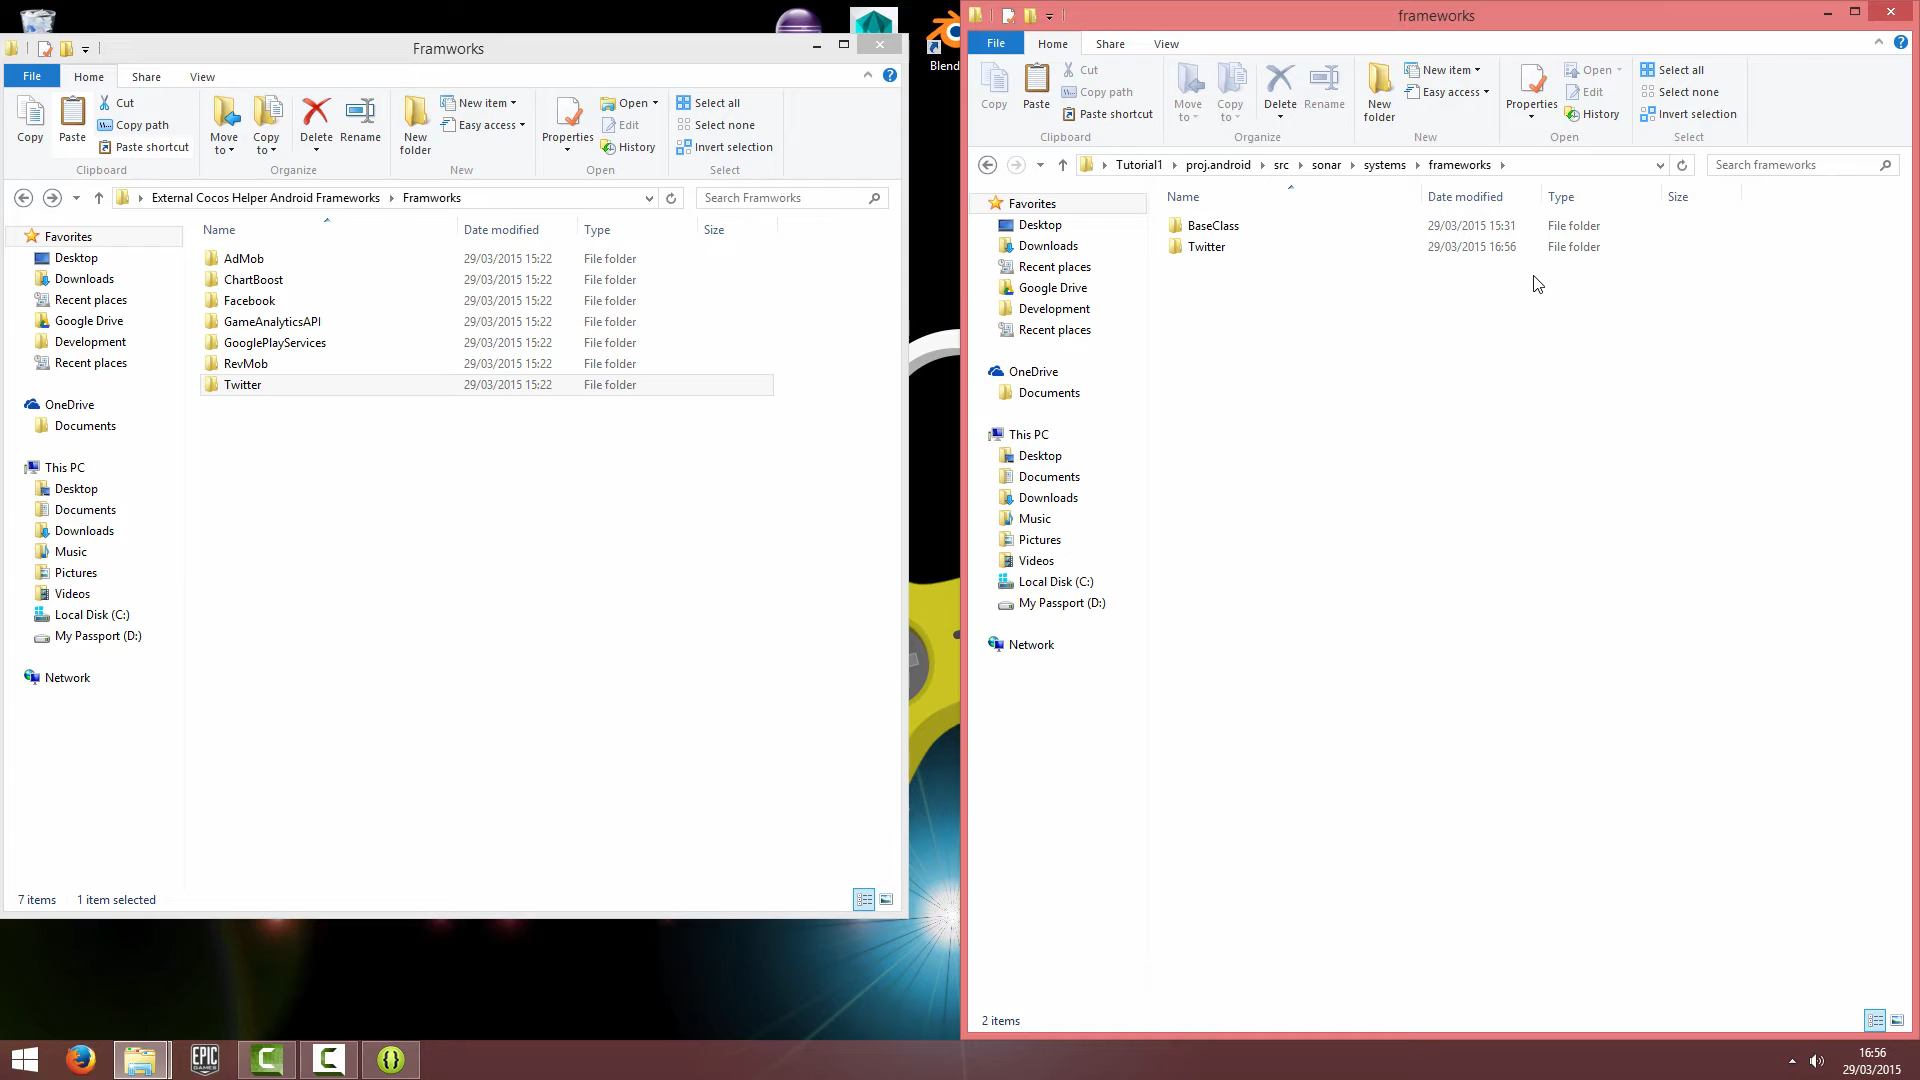 Framworks
File Home Share View
Copy Paste Cut Copy path Paste shortcut Clipboard
Move to Copy to Delete Rename Organize
New folder New item Easy access New
Properties Open Edit History Open
Select all Select none Invert selection Select
External Cocos Helper Android Frameworks Framworks Search Framworks
Name Date modified Type Size
AdMob 29/03/2015 15:22 File folder
ChartBoost 29/03/2015 15:22 File folder
Facebook 29/03/2015 15:22 File folder
GameAnalyticsAPI 29/03/2015 15:22 File folder
GooglePlayServices 29/03/2015 15:22 File folder
RevMob 29/03/2015 15:22 File folder
Twitter 29/03/2015 15:22 File folder
Favorites
Desktop
Downloads
Recent places
Google Drive
Development
Recent places
OneDrive
Documents
This PC
Desktop
Documents
Downloads
Music
Pictures
Videos
Local Disk (C:)
My Passport (D:)
Network
7 items 1 item selected
Blend
frameworks
File Home Share View
Copy Paste Cut Copy path Paste shortcut Clipboard
Move to Copy to Delete Rename Organize
New folder New item Easy access New
Properties Open Edit History Open
Select all Select none Invert selection Select
Tutorial1 proj.android src sonar systems frameworks Search frameworks
Name Date modified Type Size
BaseClass 29/03/2015 15:31 File folder
Twitter 29/03/2015 16:56 File folder
Favorites
Desktop
Downloads
Recent places
Google Drive
Development
Recent places
OneDrive
Documents
This PC
Desktop
Documents
Downloads
Music
Pictures
Videos
Local Disk (C:)
My Passport (D:)
Network
2 items
EPIC
GAMES
16:56
29/03/2015